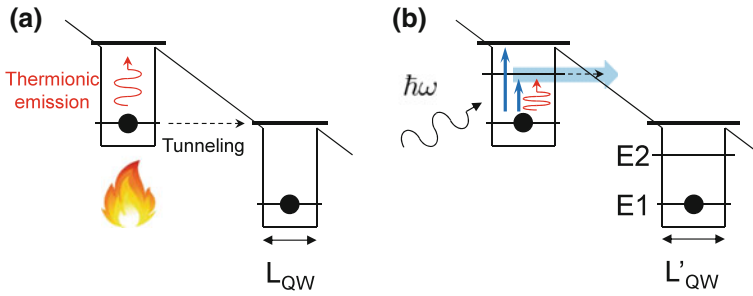 (a)
Thermionic
emission
Tunneling
L_QW
(b)
ħω
E2
E1
L'_QW